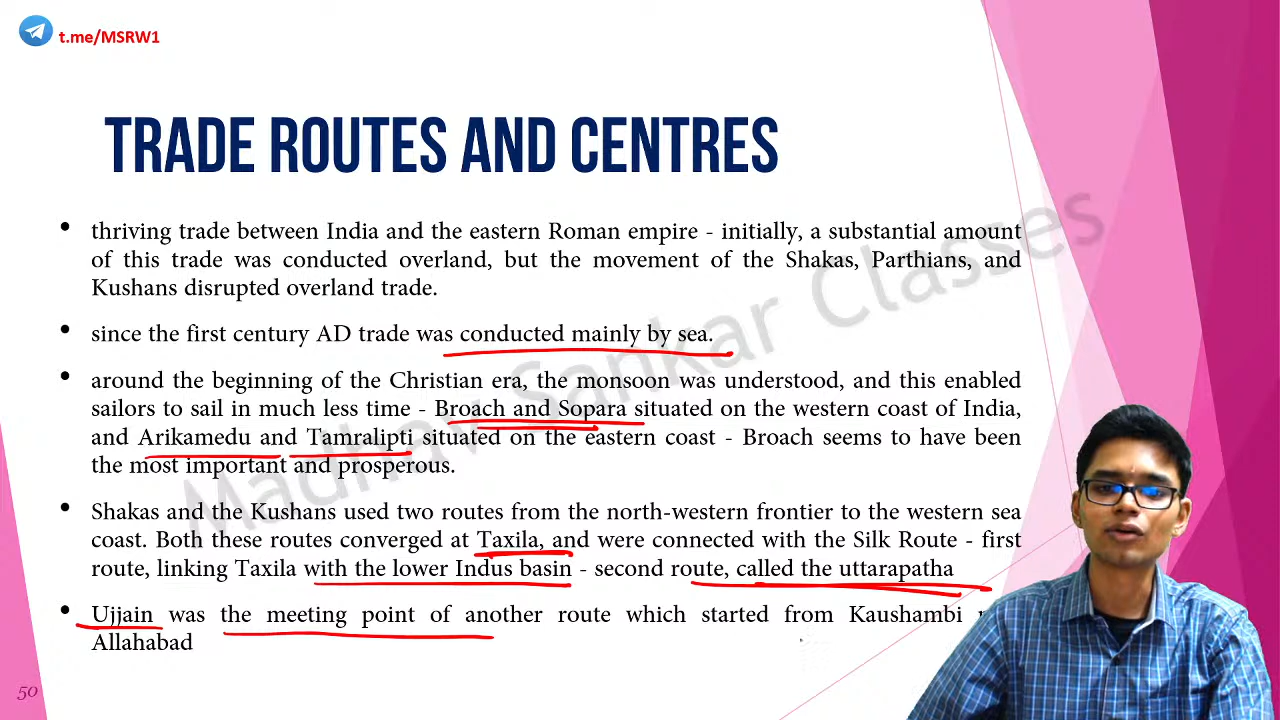 t.me/MSRW1
TRADE ROUTES AND CENTRES
• thriving trade between India and the eastern Roman empire - initially, a substantial amount
of this trade was conducted overland, but the movement of the Shakas, Parthians, and
Kushans disrupted overland trade.
• since the first century AD trade was conducted mainly by sea.
• around the beginning of the Christian era, the monsoon was understood, and this enabled
sailors to sail in much less time - Broach and Sopara situated on the western coast of India,
and Arikamedu and Tamralipti situated on the eastern coast - Broach seems to have been
the most important and prosperous.
• Shakas and the Kushans used two routes from the north-western frontier to the western sea
coast. Both these routes converged at Taxila, and were connected with the Silk Route - first
route, linking Taxila with the lower Indus basin - second route, called the uttarapatha
• Ujjain was the meeting point of another route which started from Kaushambi
Allahabad
Madhav Sankar Classes
50